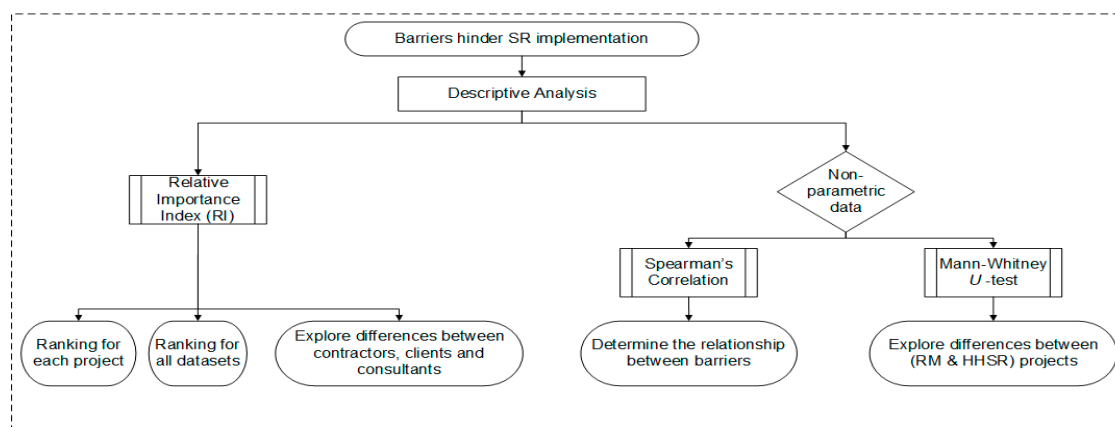 Barriers hinder SR implementation
Descriptive Analysis
Relative
Importance
Index (RI)
Non-
parametric
data
Spearman's
Correlation
Mann-Whitney
U -test
Ranking for
each project
Ranking for
all datasets
Explore differences between
contractors, clients and
consultants
Determine the relationship
between barriers
Explore differences between
(RM & HHSR) projects